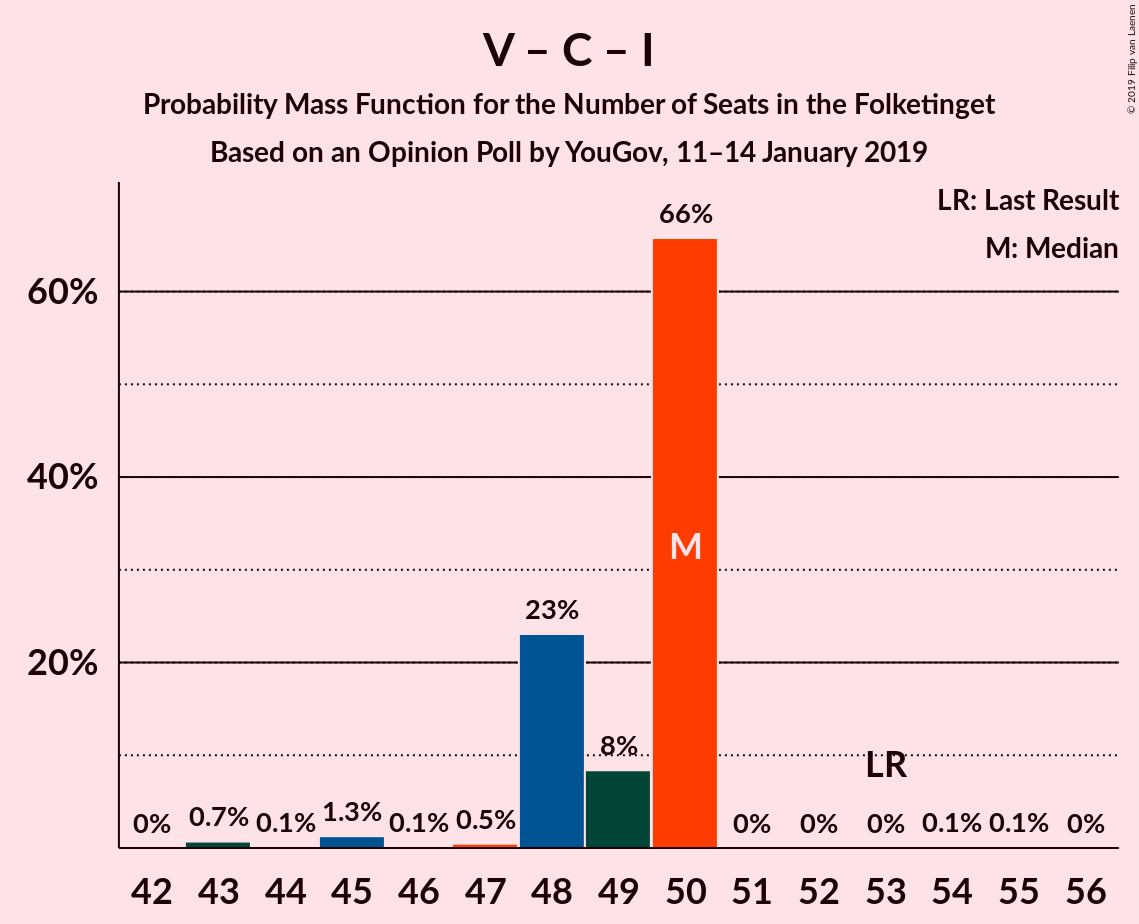 V – C – I
Probability Mass Function for the Number of Seats in the Folketinget
Based on an Opinion Poll by YouGov, 11–14 January 2019
© 2019 Filip van Laenen
LR: Last Result
M: Median
66%
60%
40%
M
23%
20%
8%
LR
0% 0.7% 0.1% 1.3% 0.1% 0.5% 0% 0% 0% 0.1% 0.1% 0%
42 43 44 45 46 47 48 49 50 51 52 53 54 55 56